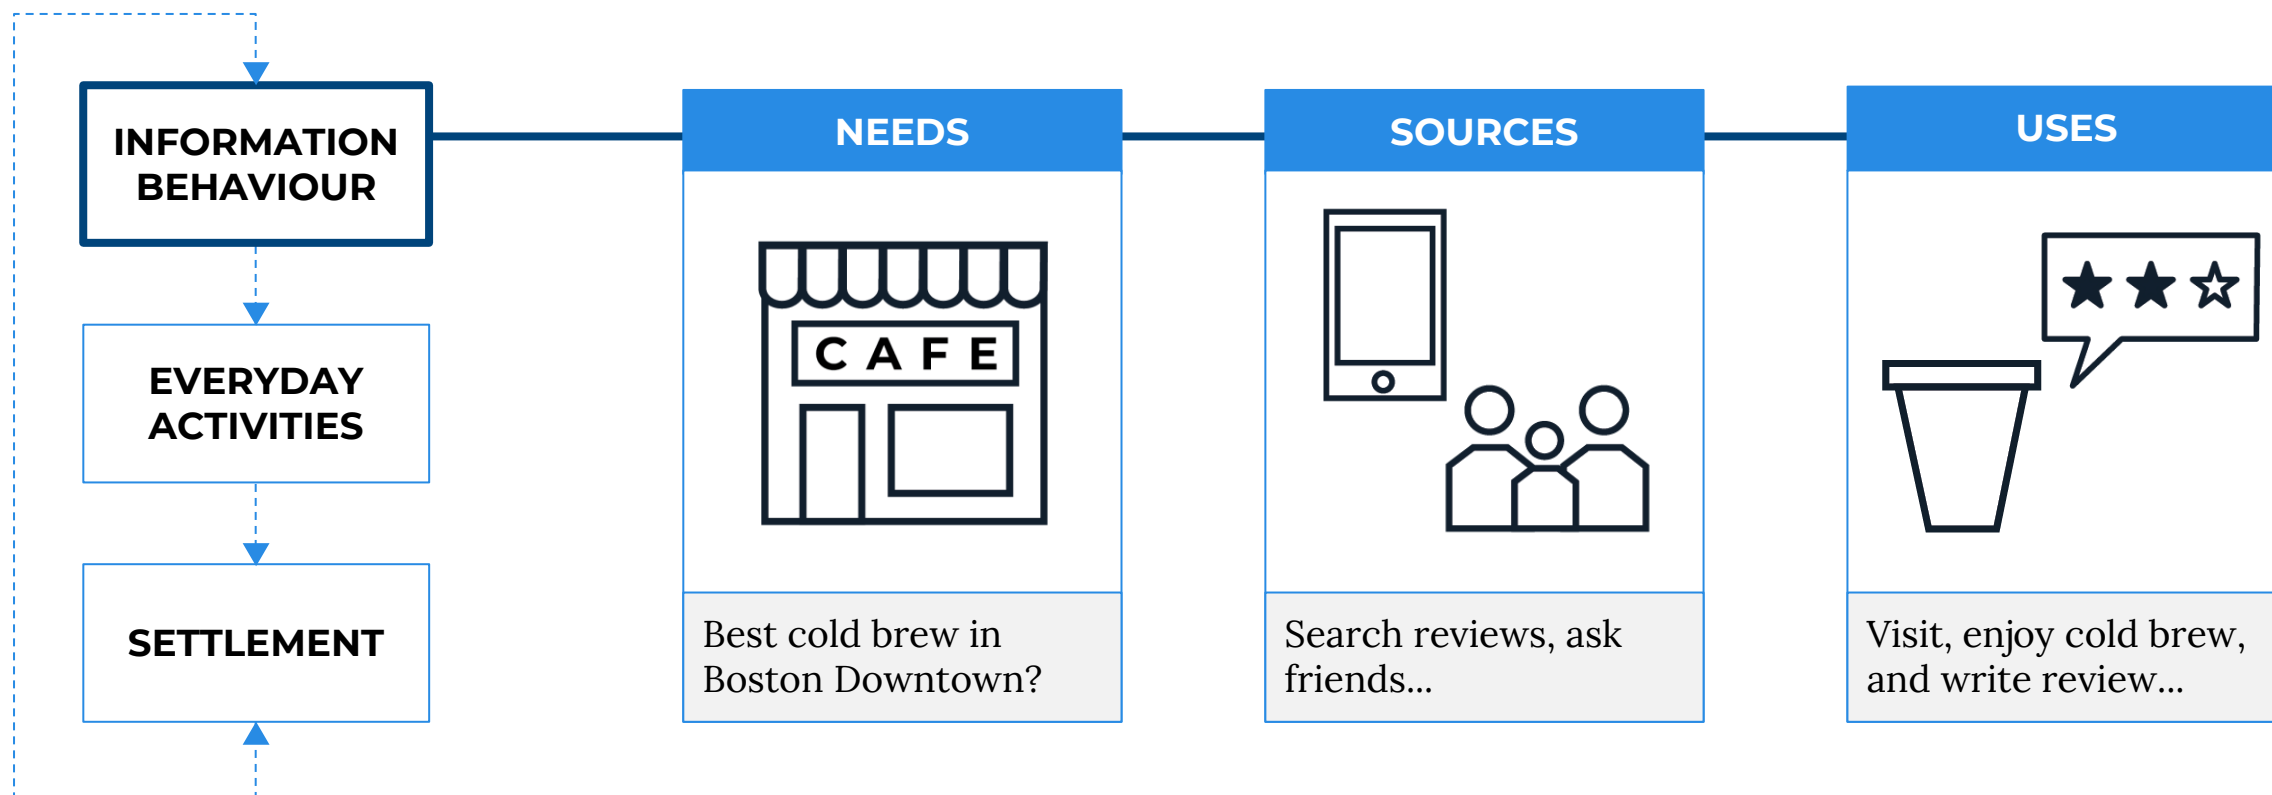 INFORMATION
BEHAVIOUR
EVERYDAY
ACTIVITIES
SETTLEMENT
NEEDS
CAFE
Best cold brew in
Boston Downtown?
SOURCES
Search reviews, ask
friends...
USES
Visit, enjoy cold brew,
and write review...